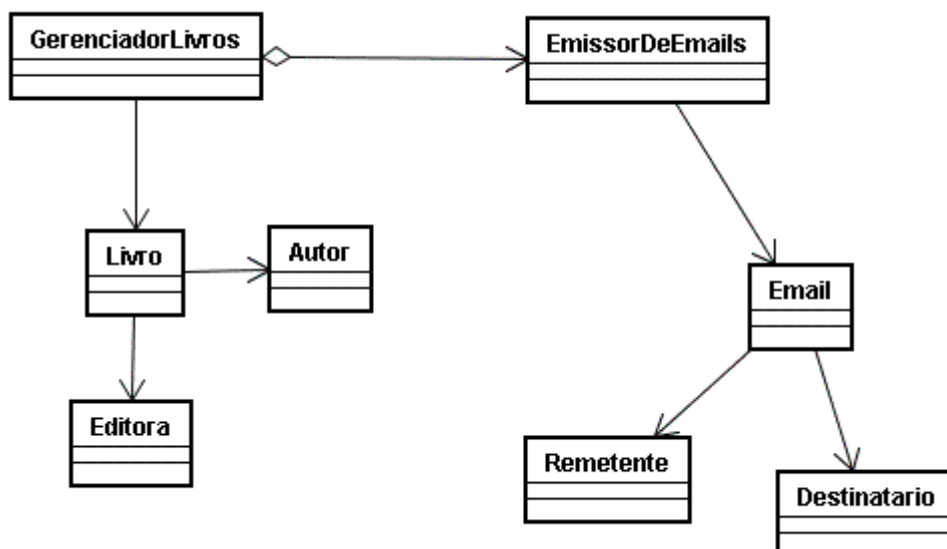 GerenciadorLivros
EmissorDeEmails
Livro
Autor
Email
Editora
Remetente
Destinatario